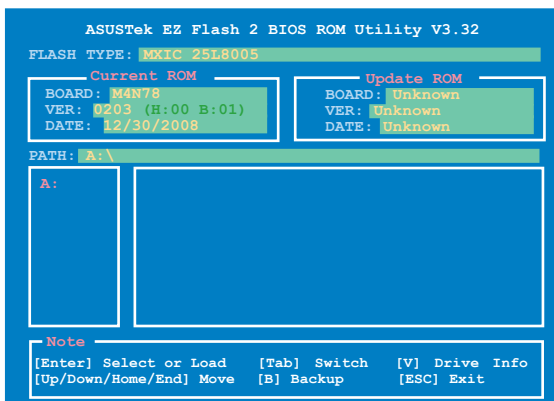 ASUSTek EZ Flash 2 BIOS ROM Utility V3.32
FLASH TYPE: MXIC 25L8005
Current ROM
BOARD: M4N78
VER: 0203 (H:00 B:01)
DATE: 12/30/2008
Update ROM
BOARD: Unknown
VER: Unknown
DATE: Unknown
PATH: A:\
A:
Note
[Enter] Select or Load [Tab] Switch [V] Drive Info
[Up/Down/Home/End] Move [B] Backup [ESC] Exit